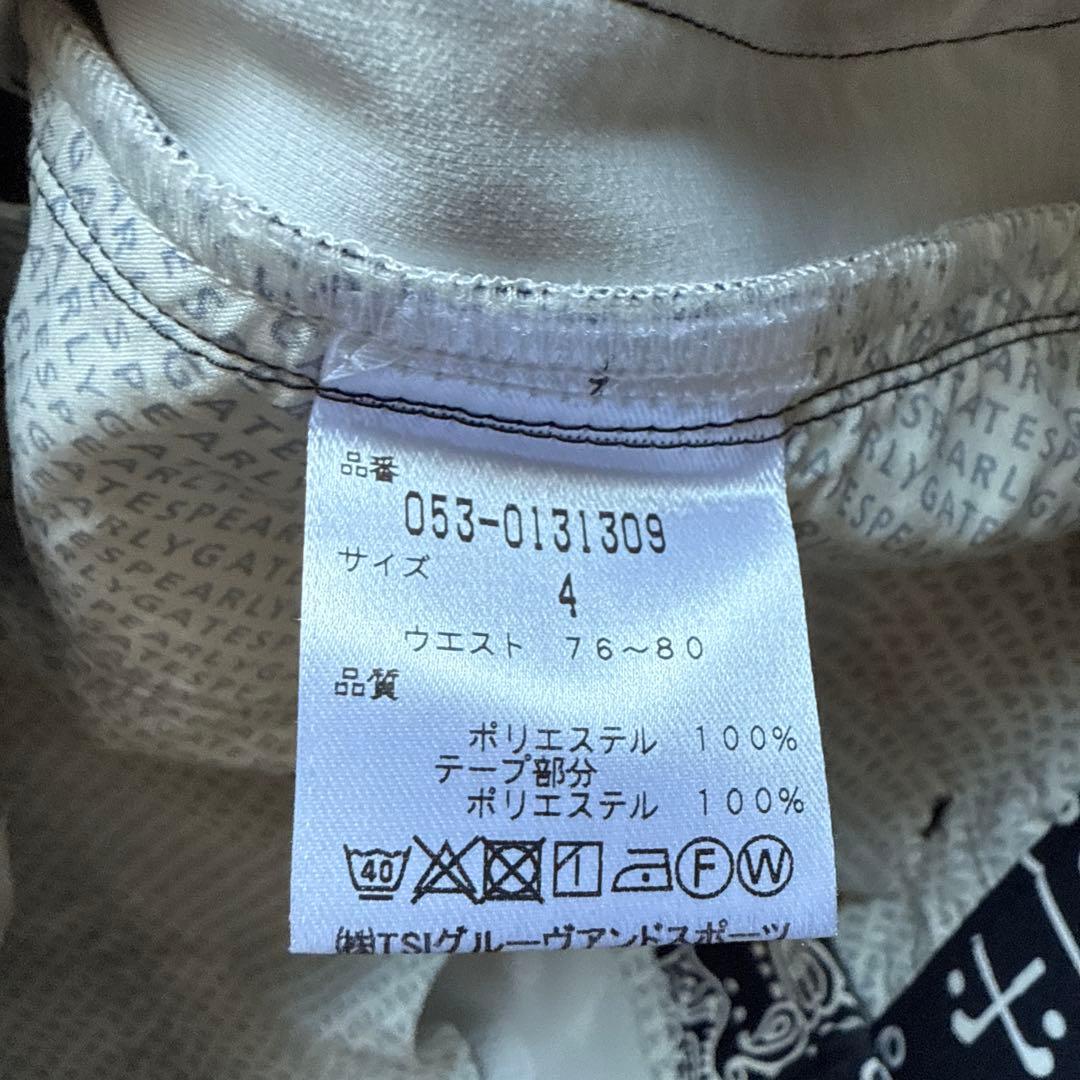 品番
053-0131309
サイズ
4
ウエスト 76～80
品質
ポリエステル 100%
テープ部分
ポリエステル 100%
40
F W
㈱TSIグルーヴアンドスポーツ
GATESPEARLYGATE
PEARLYGATESPEARLY